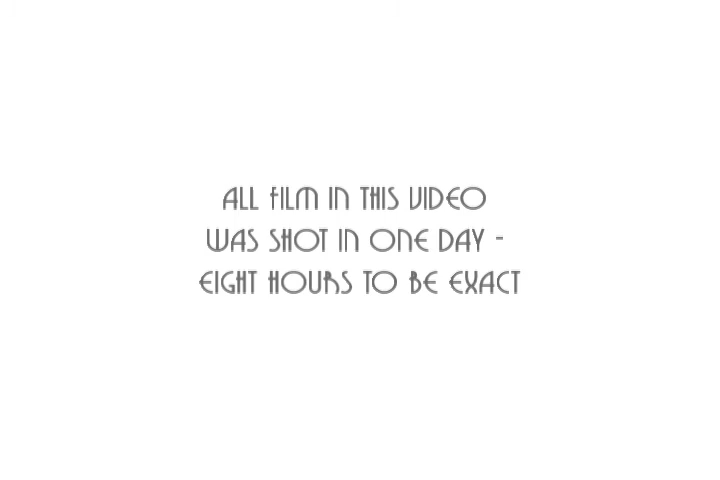 ALL FILM IN THIS VIDEO
WAS SHOT IN ONE DAY -
EIGHT HOURS TO BE EXACT